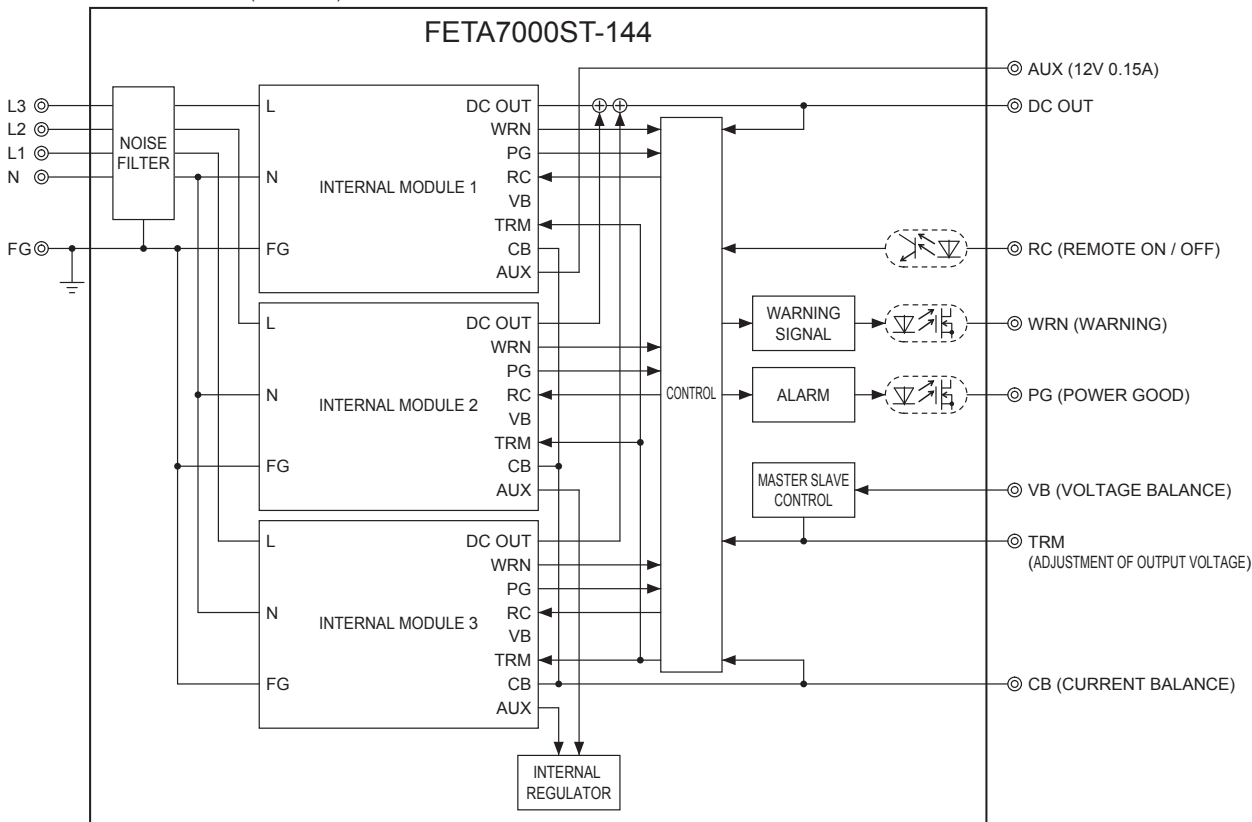 FETA7000ST-144
AUX (12V 0.15A)
L3
L2
L1
N
FG
NOISE
FILTER
L
N
FG
INTERNAL MODULE 1
DC OUT
WRN
PG
RC
VB
TRM
CB
AUX
DC OUT
L
N
FG
INTERNAL MODULE 2
DC OUT
WRN
PG
RC
VB
TRM
CB
AUX
L
N
FG
INTERNAL MODULE 3
DC OUT
WRN
PG
RC
VB
TRM
CB
AUX
INTERNAL
REGULATOR
CONTROL
RC (REMOTE ON / OFF)
WARNING
SIGNAL
WRN (WARNING)
ALARM
PG (POWER GOOD)
MASTER SLAVE
CONTROL
VB (VOLTAGE BALANCE)
TRM
(ADJUSTMENT OF OUTPUT VOLTAGE)
CB (CURRENT BALANCE)